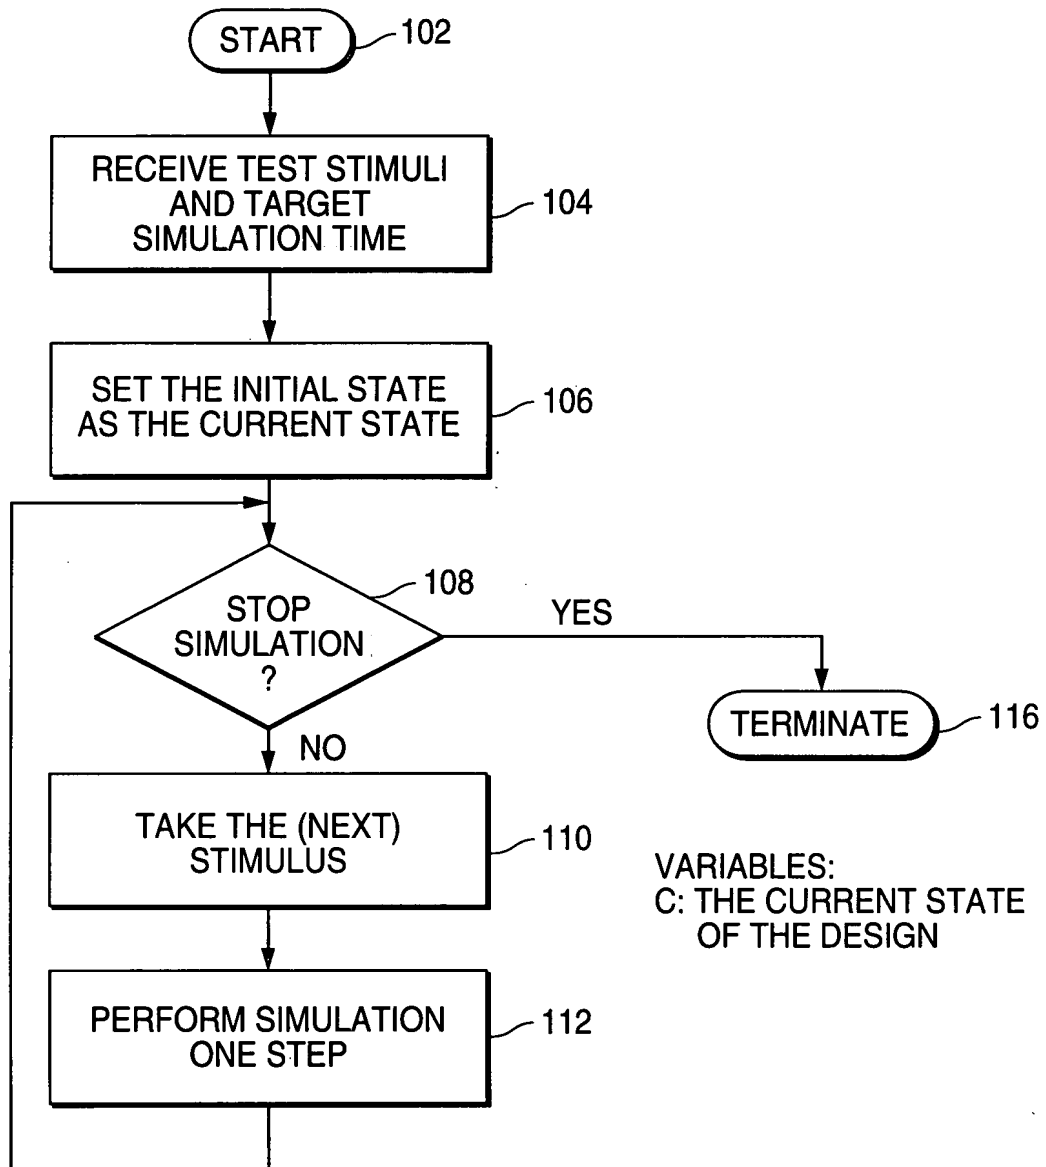 START
102
RECEIVE TEST STIMULI
AND TARGET
SIMULATION TIME
104
SET THE INITIAL STATE
AS THE CURRENT STATE
106
STOP
SIMULATION
?
108
YES
TERMINATE
116
NO
TAKE THE (NEXT)
STIMULUS
110
VARIABLES:
C: THE CURRENT STATE
OF THE DESIGN
PERFORM SIMULATION
ONE STEP
112